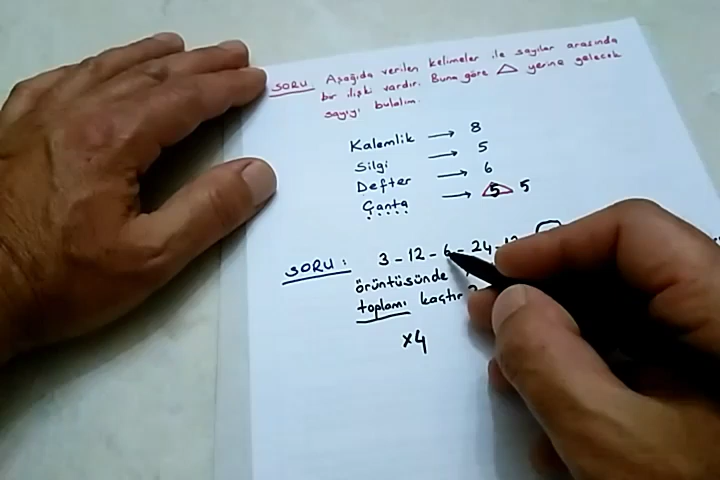 SORU Aşağıda verilen kelimeler ile sayılar arasında
bir ilişki vardır. Buna göre △ yerine gelecek
sayıyı bulalım.
Kalemlik → 8
Silgi → 5
Defter → 6
Çanta → 5 5
SORU: 3 - 12 - 6 - 24 - 12
örüntüsünde
toplamı kaçtır
x4